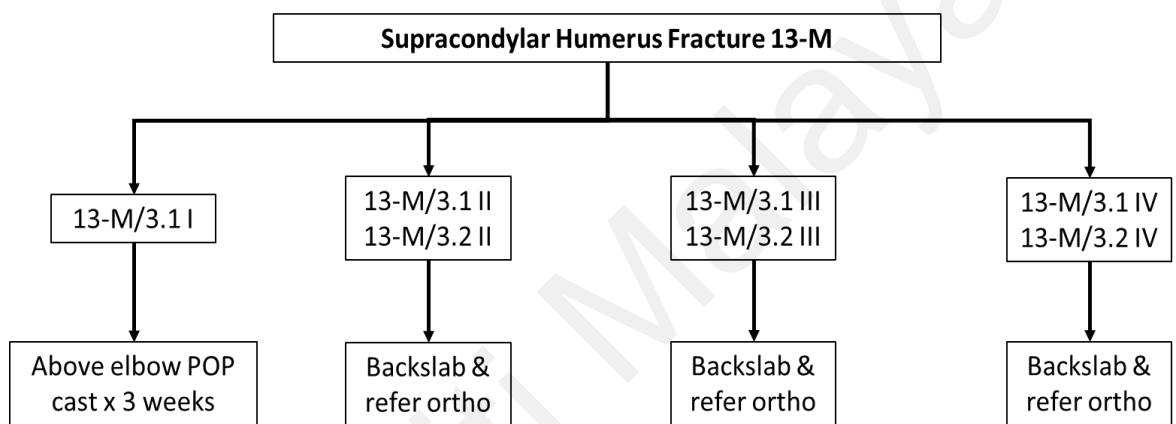 Supracondylar Humerus Fracture 13-M
13-M/3.1 I
13-M/3.1 II
13-M/3.2 II
13-M/3.1 III
13-M/3.2 III
13-M/3.1 IV
13-M/3.2 IV
Above elbow POP
cast x 3 weeks
Backslab &
refer ortho
Backslab &
refer ortho
Backslab &
refer ortho